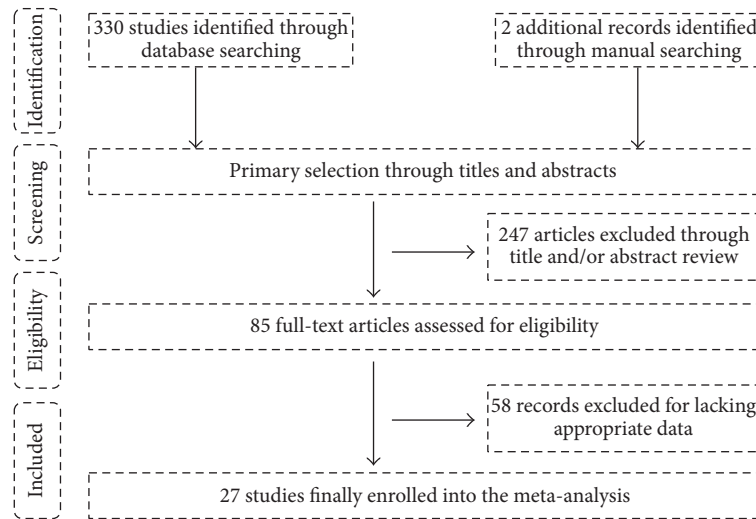 Identification
330 studies identified through
database searching
2 additional records identified
through manual searching
Screening
Primary selection through titles and abstracts
247 articles excluded through
title and/or abstract review
Eligibility
85 full-text articles assessed for eligibility
58 records excluded for lacking
appropriate data
Included
27 studies finally enrolled into the meta-analysis